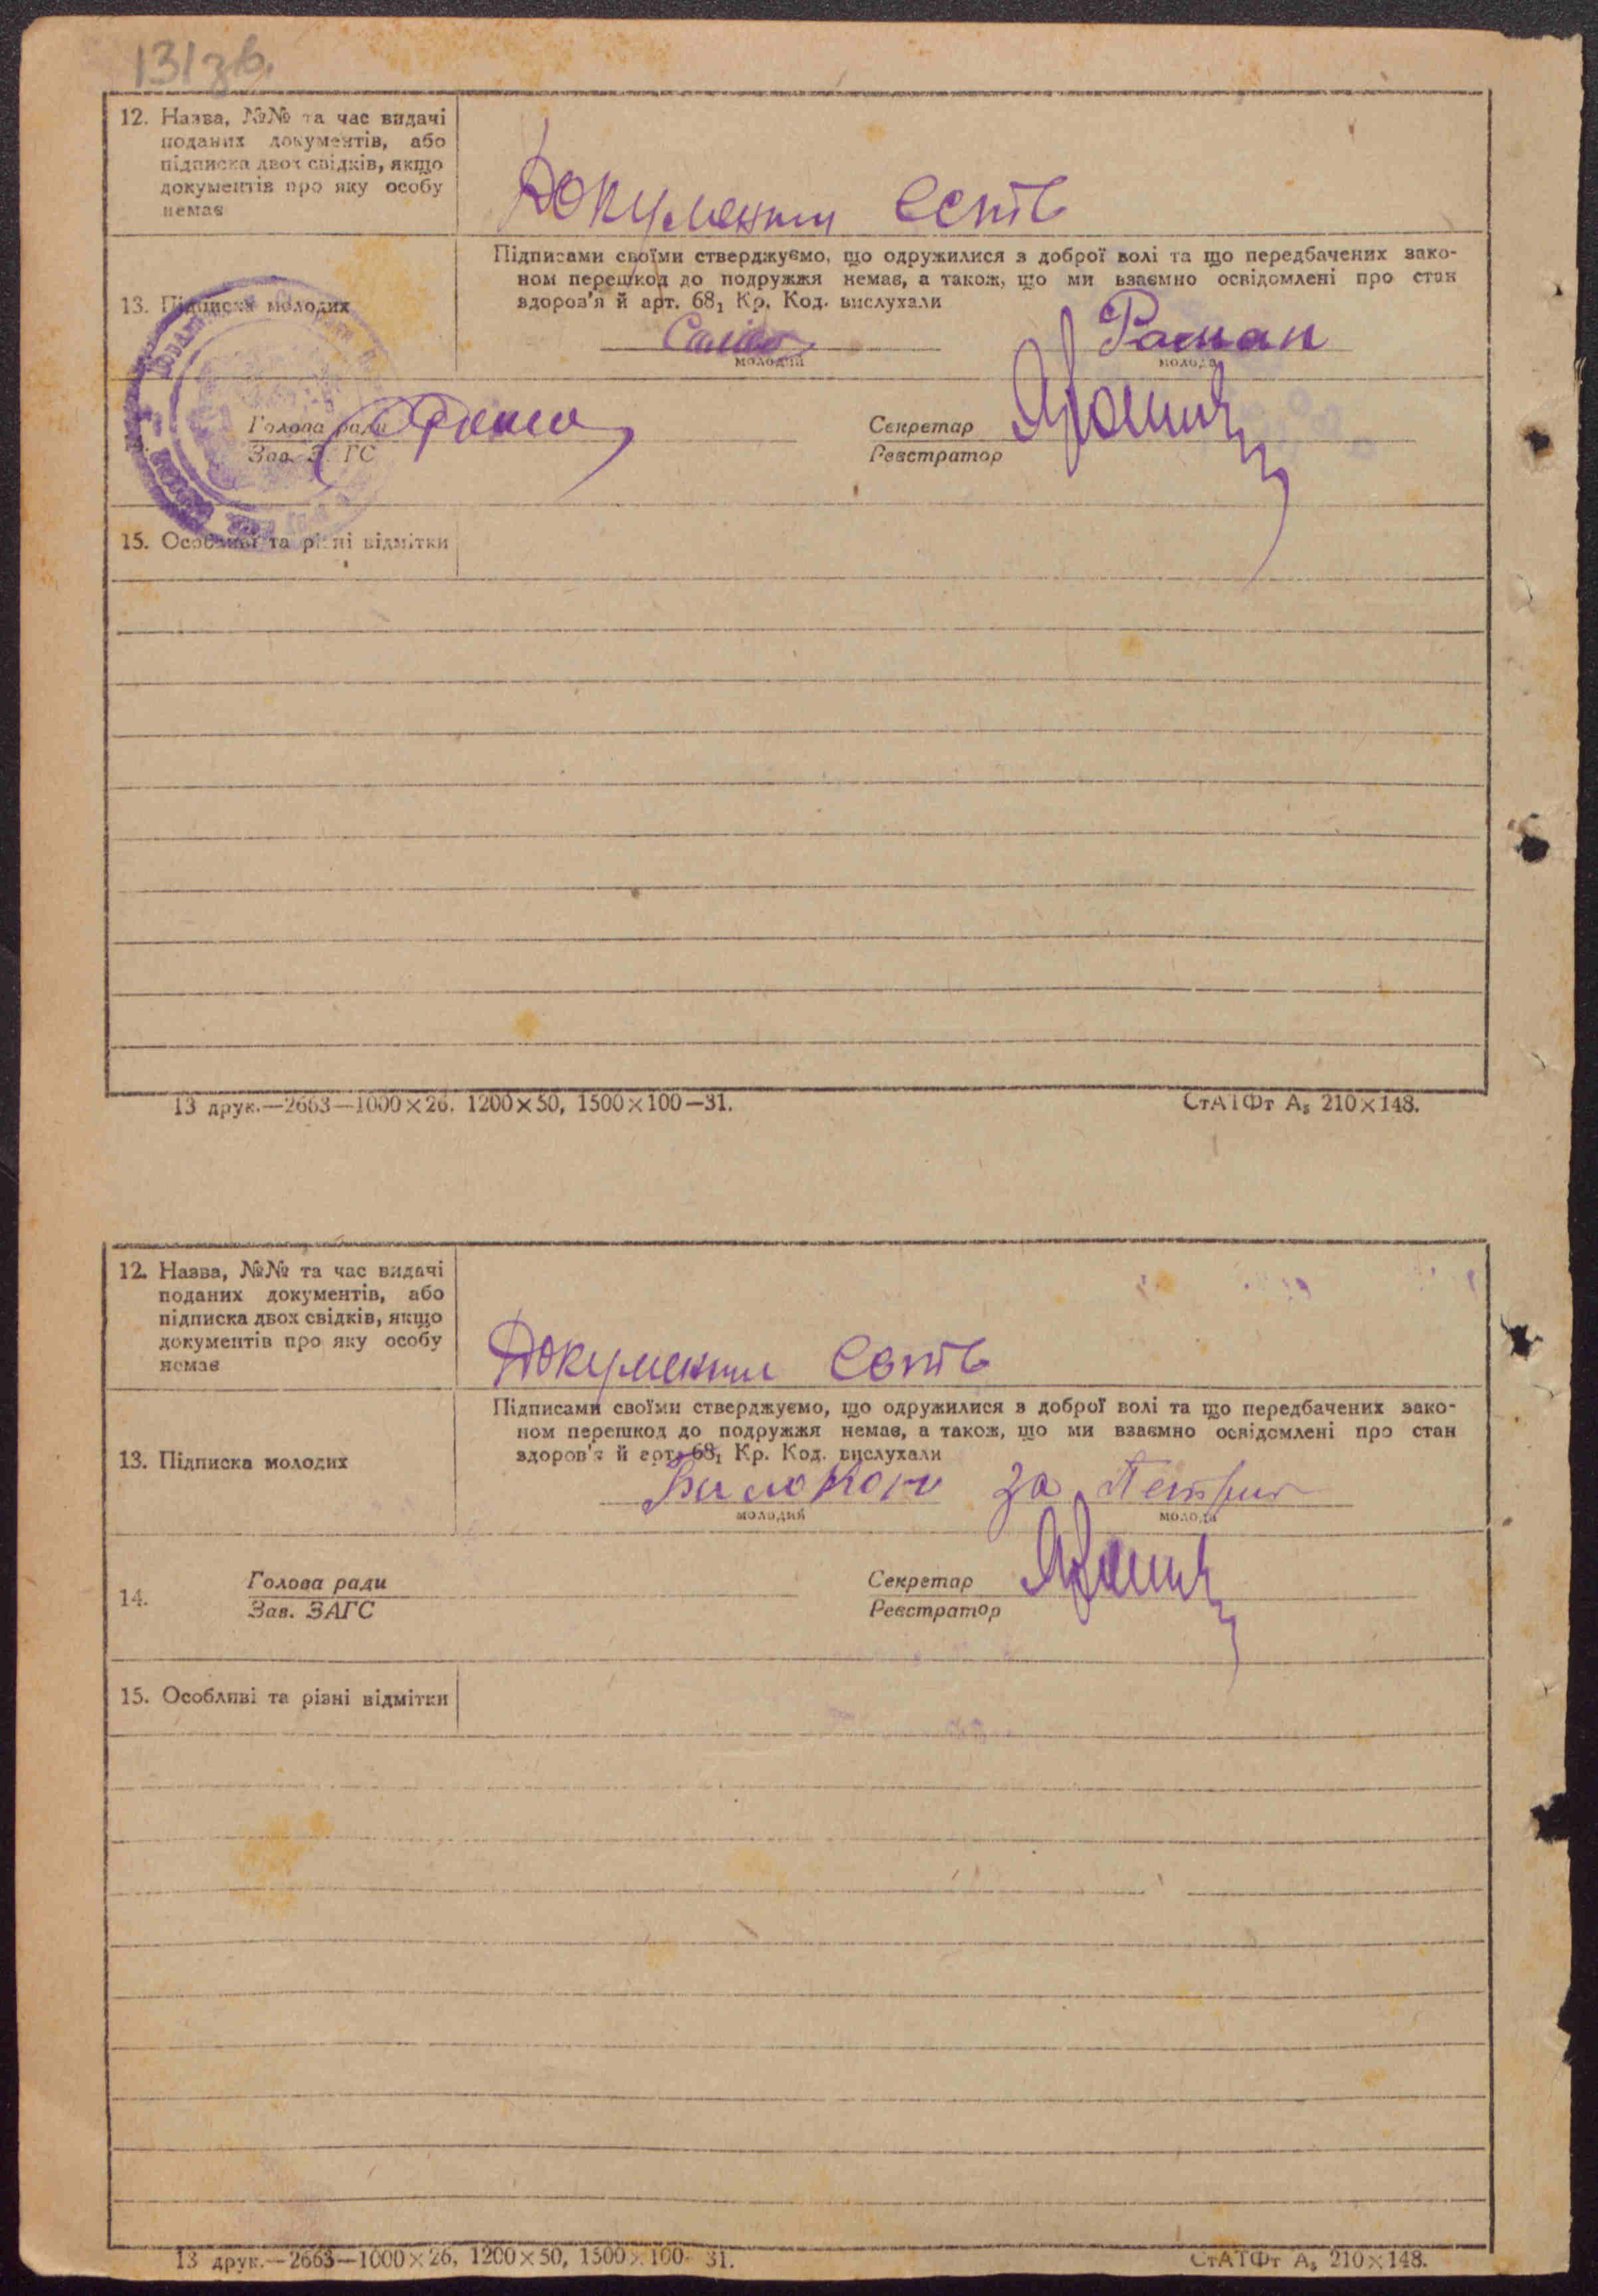 131 зв.
12. Назва, №№ та час видачі
поданих документів, або
підписка двох свідків, якщо
документів про яку особу
немає
Документи Есть
13. Підписка молодих
Підписами своїми стверджуємо, що одружилися з доброї волі та що передбачених зако-
ном перешкод до подружжя немає, а також, що ми взаємно освідомлені про стан
здоров'я й арт. 68₁ Кр. Код. вислухали
Роман
молодий
молода
Голова ради
Зав. ЗАГС
Секретар
Реєстратор
15. Особливі та різні відмітки
13 друк.—2663—1000×26, 1200×50, 1500×100—31.
СтАТФт А₅ 210×148.
12. Назва, №№ та час видачі
поданих документів, або
підписка двох свідків, якщо
документів про яку особу
немає
Документи Есть
Підписами своїми стверджуємо, що одружилися з доброї волі та що передбачених зако-
ном перешкод до подружжя немає, а також, що ми взаємно освідомлені про стан
здоров'я й арт. 68₁ Кр. Код. вислухали
13. Підписка молодих
за
молодий
молода
14.
Голова ради
Зав. ЗАГС
Секретар
Реєстратор
15. Особливі та різні відмітки
13 друк.—2663—1000×26, 1200×50, 1500×100—31.
СтАТФт А₅ 210×148.